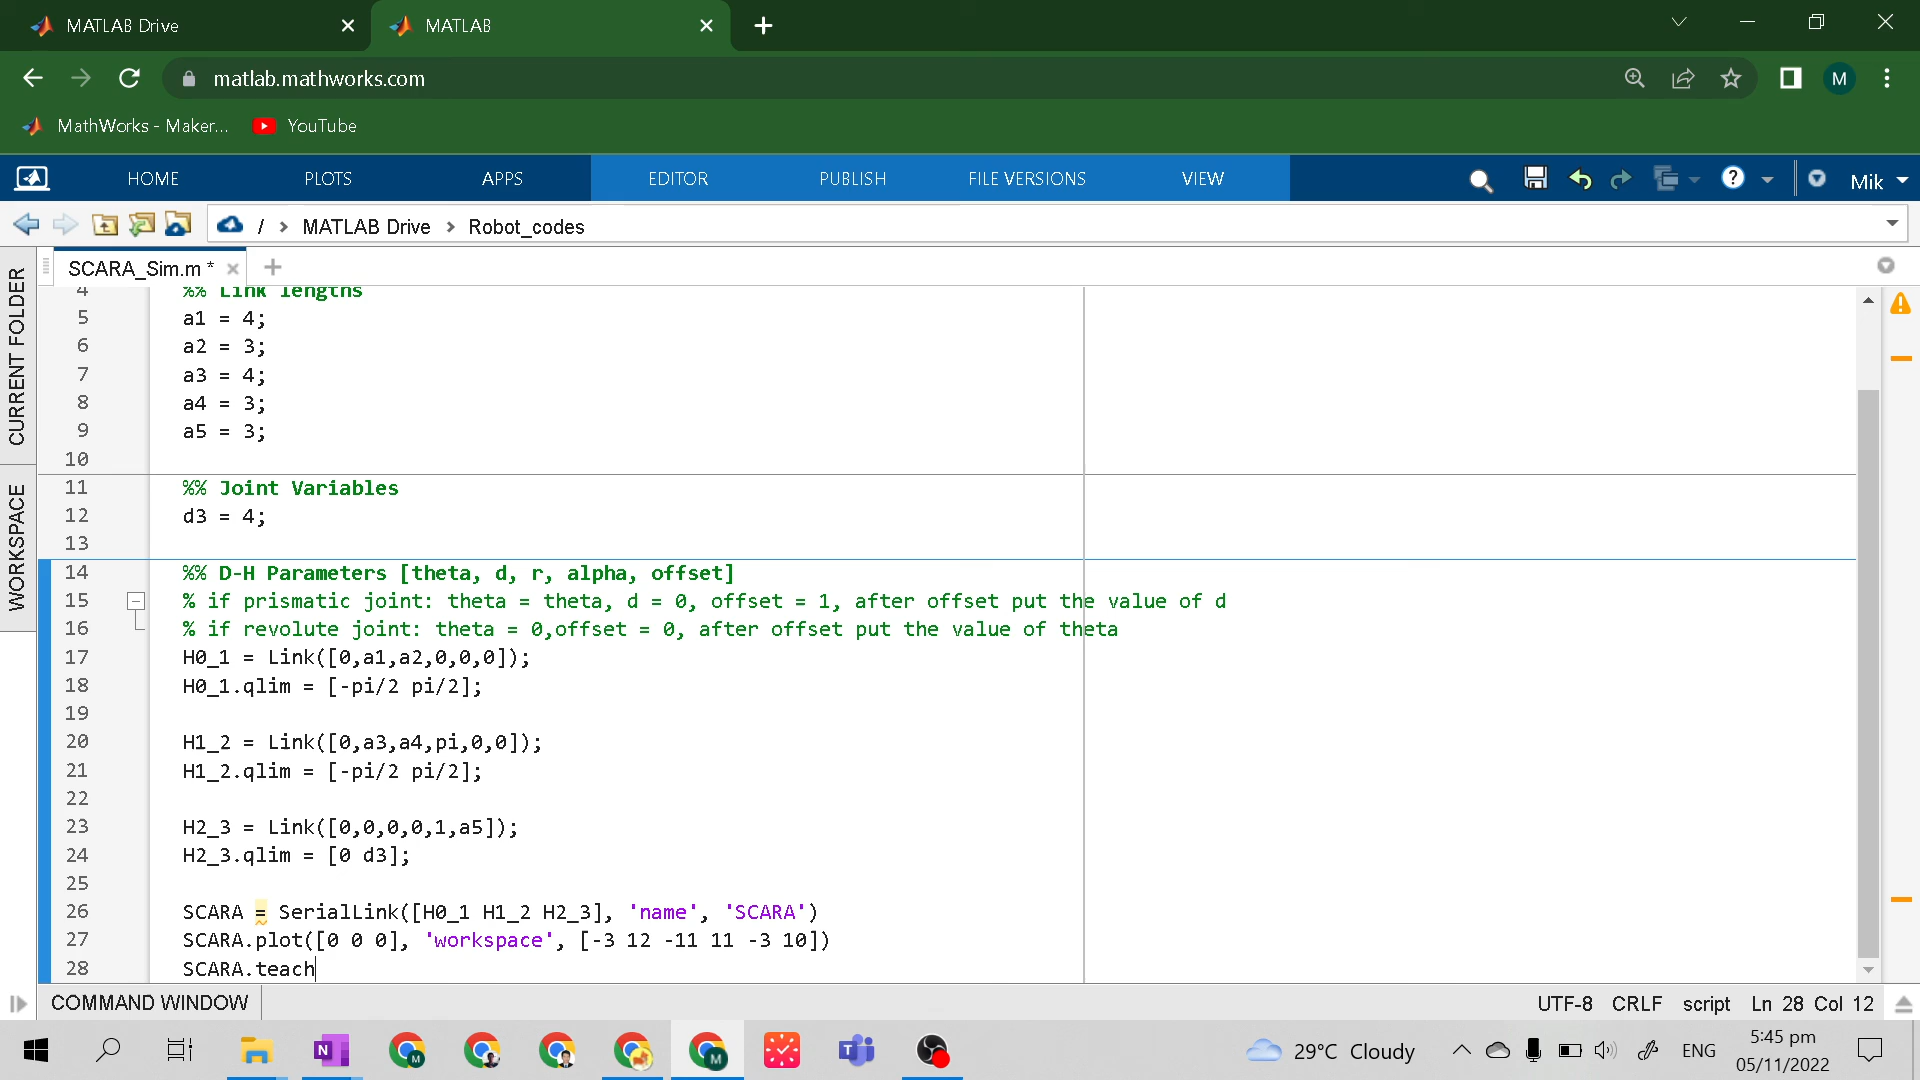 MATLAB Drive
MATLAB
matlab.mathworks.com
M
MathWorks - Maker...
YouTube
HOME
PLOTS
APPS
EDITOR
PUBLISH
FILE VERSIONS
VIEW
Mik
/ > MATLAB Drive > Robot_codes
CURRENT FOLDER
WORKSPACE
SCARA_Sim.m *
4 %% Link lengths
5 a1 = 4;
6 a2 = 3;
7 a3 = 4;
8 a4 = 3;
9 a5 = 3;
10
11 %% Joint Variables
12 d3 = 4;
13
14 %% D-H Parameters [theta, d, r, alpha, offset]
15 % if prismatic joint: theta = theta, d = 0, offset = 1, after offset put the value of d
16 % if revolute joint: theta = 0,offset = 0, after offset put the value of theta
17 H0_1 = Link([0,a1,a2,0,0,0]);
18 H0_1.qlim = [-pi/2 pi/2];
19
20 H1_2 = Link([0,a3,a4,pi,0,0]);
21 H1_2.qlim = [-pi/2 pi/2];
22
23 H2_3 = Link([0,0,0,0,1,a5]);
24 H2_3.qlim = [0 d3];
25
26 SCARA = SerialLink([H0_1 H1_2 H2_3], 'name', 'SCARA')
27 SCARA.plot([0 0 0], 'workspace', [-3 12 -11 11 -3 10])
28 SCARA.teach
COMMAND WINDOW
UTF-8 CRLF script Ln 28 Col 12
29°C Cloudy
ENG
5:45 pm
05/11/2022